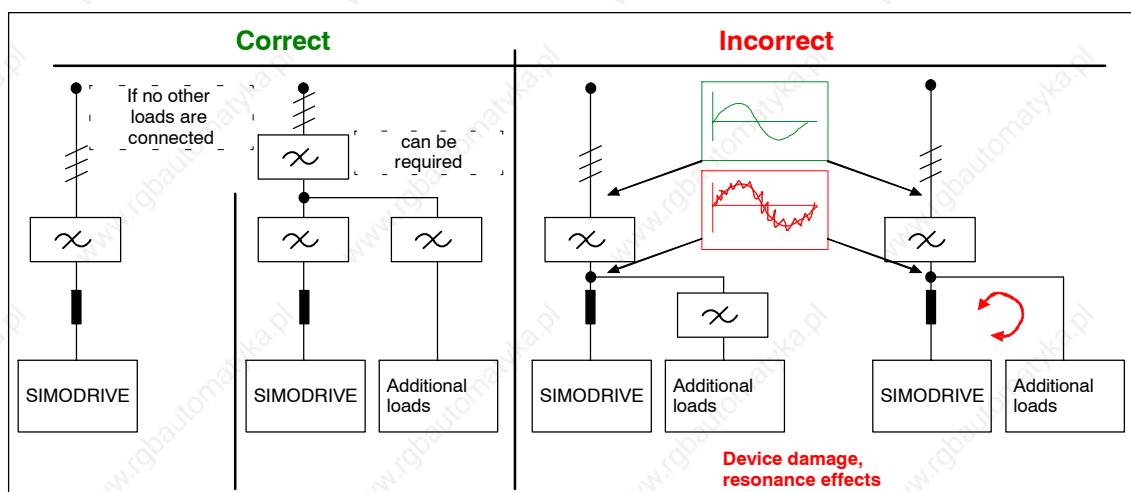 Correct
Incorrect
If no other
loads are
connected
can be
required
SIMODRIVE
SIMODRIVE
Additional
loads
SIMODRIVE
Additional
loads
SIMODRIVE
Additional
loads
Device damage,
resonance effects
www.rgbautomatyka.pl